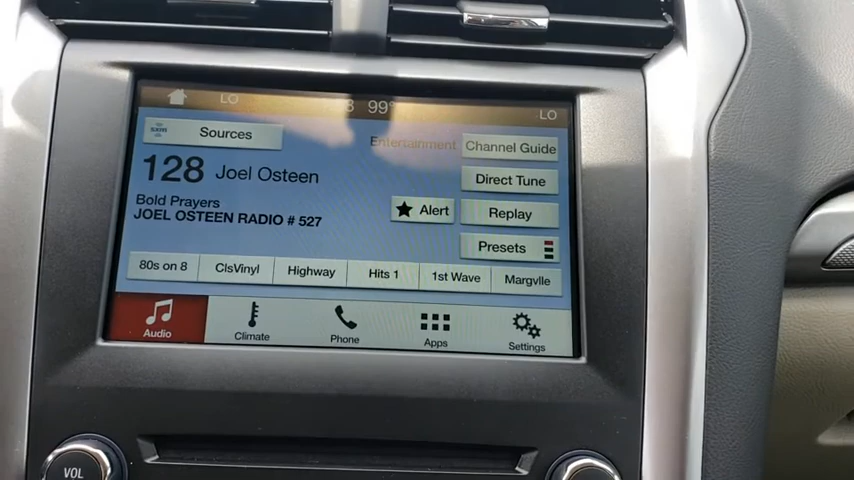 LO 8 99° LO
Sources Entertainment Channel Guide
128 Joel Osteen Direct Tune
Bold Prayers Alert Replay
JOEL OSTEEN RADIO # 527
Presets
80s on 8 ClsVinyl Highway Hits 1 1st Wave Margvlle
Audio Climate Phone Apps Settings
VOL